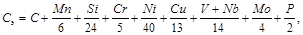 C_э = C + Mn/6 + Si/24 + Cr/5 + Ni/40 + Cu/13 + V + Nb/14 + Mo/4 + P/2,